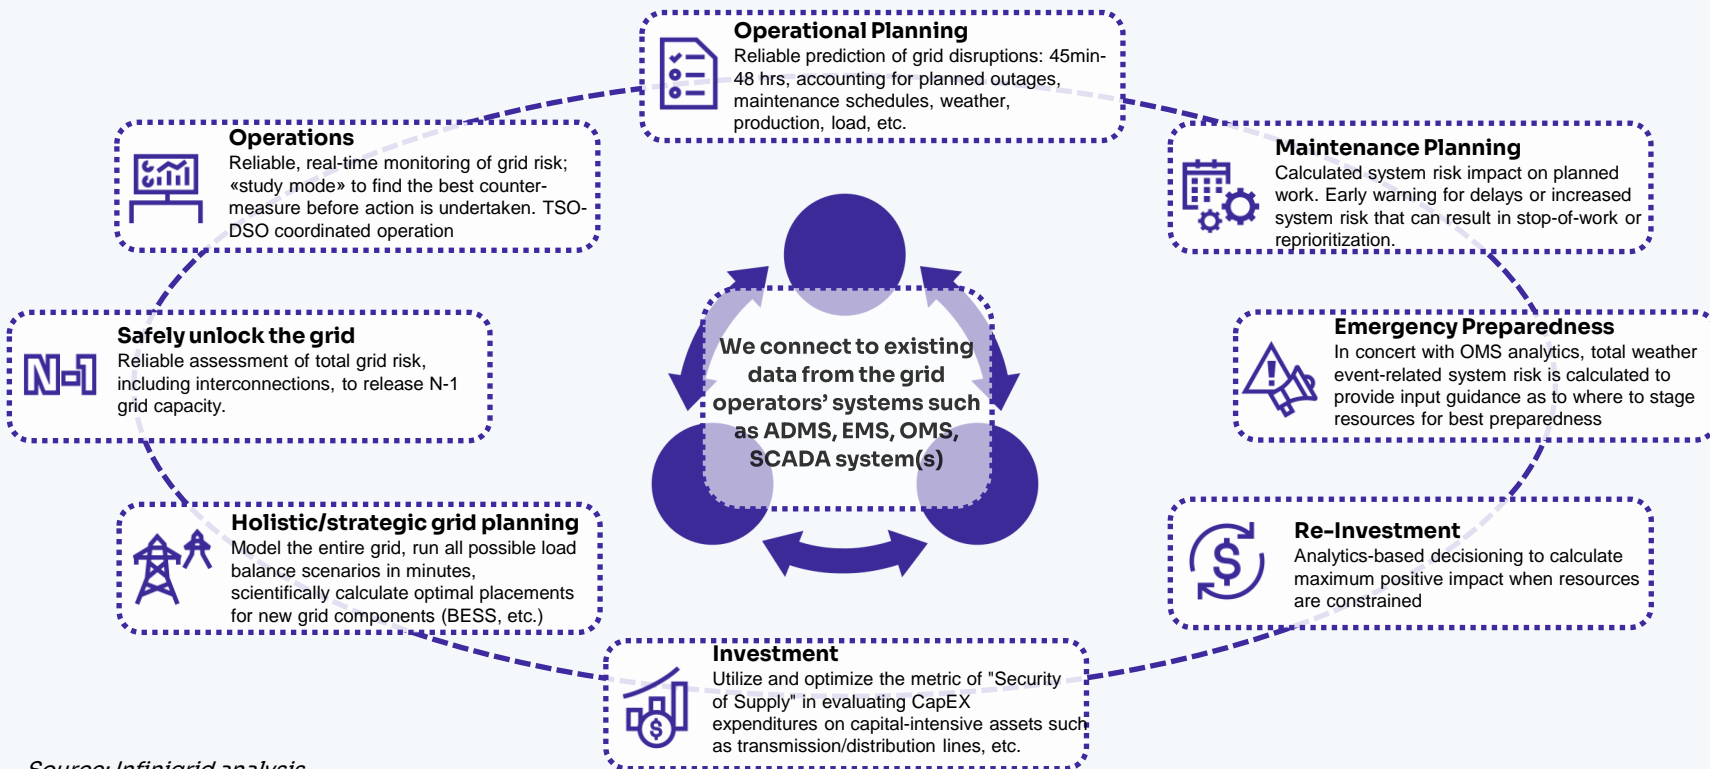 Operational Planning
Reliable prediction of grid disruptions: 45min-
48 hrs, accounting for planned outages,
maintenance schedules, weather,
production, load, etc.
Operations
Reliable, real-time monitoring of grid risk;
«study mode» to find the best counter-
measure before action is undertaken. TSO-
DSO coordinated operation
Maintenance Planning
Calculated system risk impact on planned
work. Early warning for delays or increased
system risk that can result in stop-of-work or
reprioritization.
Safely unlock the grid
Reliable assessment of total grid risk,
including interconnections, to release N-1
grid capacity.
N-1
We connect to existing
data from the grid
operators’ systems such
as ADMS, EMS, OMS,
SCADA system(s)
Emergency Preparedness
In concert with OMS analytics, total weather
event-related system risk is calculated to
provide input guidance as to where to stage
resources for best preparedness
Holistic/strategic grid planning
Model the entire grid, run all possible load
balance scenarios in minutes,
scientifically calculate optimal placements
for new grid components (BESS, etc.)
Re-Investment
Analytics-based decisioning to calculate
maximum positive impact when resources
are constrained
Investment
Utilize and optimize the metric of "Security
of Supply" in evaluating CapEX
expenditures on capital-intensive assets such
as transmission/distribution lines, etc.
Source: Infinigrid analysis